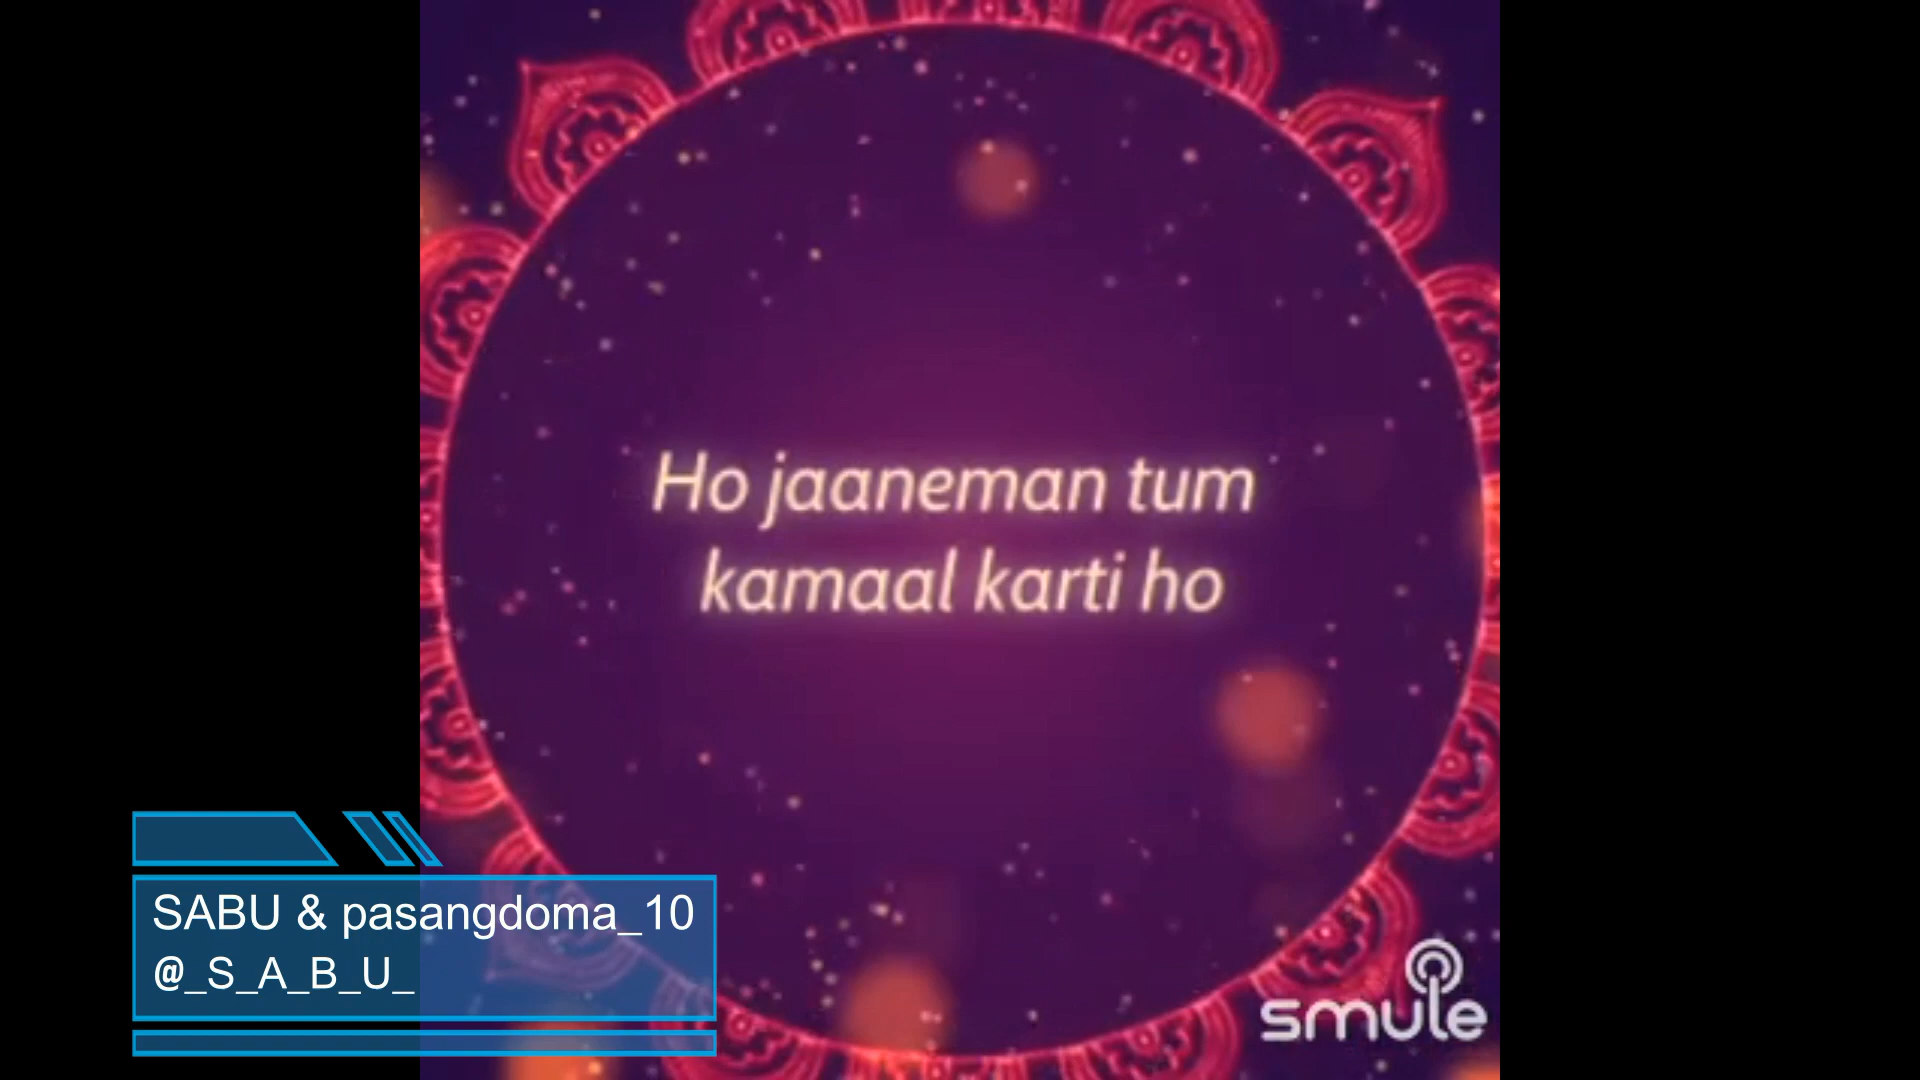 Ho jaaneman tum
kamaal karti ho
SABU & pasangdoma_10
@_S_A_B_U_
smule